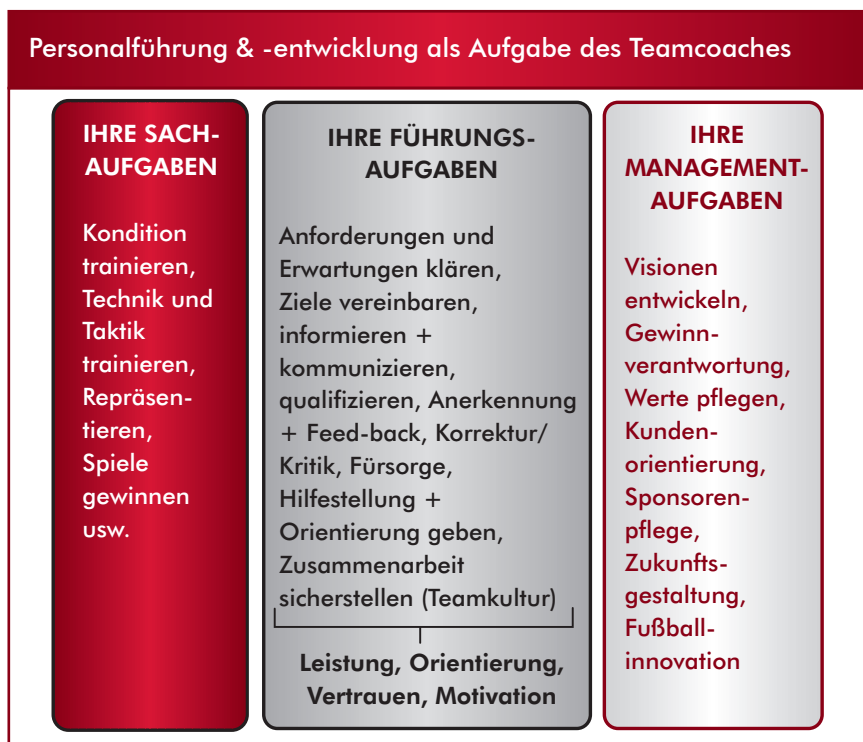 Personalführung & -entwicklung als Aufgabe des Teamcoaches
IHRE SACH-
AUFGABEN
Kondition
trainieren,
Technik und
Taktik
trainieren,
Repräsen-
tieren,
Spiele
gewinnen
usw.
IHRE FÜHRUNGS-
AUFGABEN
Anforderungen und
Erwartungen klären,
Ziele vereinbaren,
informieren +
kommunizieren,
qualifizieren, Anerkennung
+ Feed-back, Korrektur/
Kritik, Fürsorge,
Hilfestellung +
Orientierung geben,
Zusammenarbeit
sicherstellen (Teamkultur)
Leistung, Orientierung,
Vertrauen, Motivation
IHRE
MANAGEMENT-
AUFGABEN
Visionen
entwickeln,
Gewinn-
verantwortung,
Werte pflegen,
Kunden-
orientierung,
Sponsoren-
pflege,
Zukunfts-
gestaltung,
Fußball-
innovation